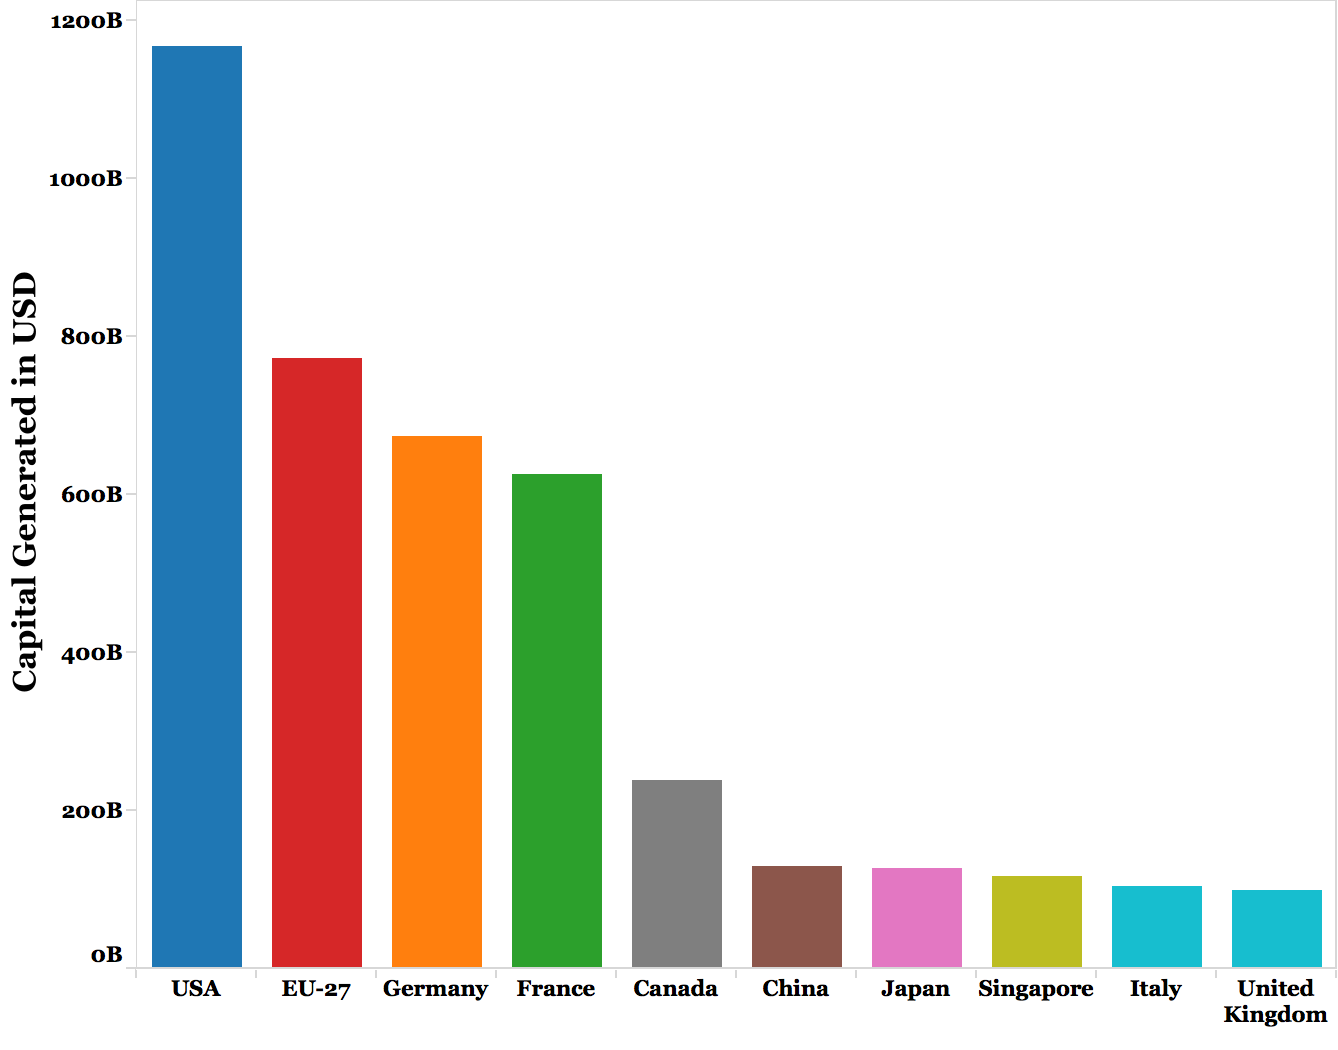 1200B
1000B
800B
600B
400B
200B
0B
Capital Generated in USD
USA EU-27 Germany France Canada China Japan Singapore Italy United
Kingdom